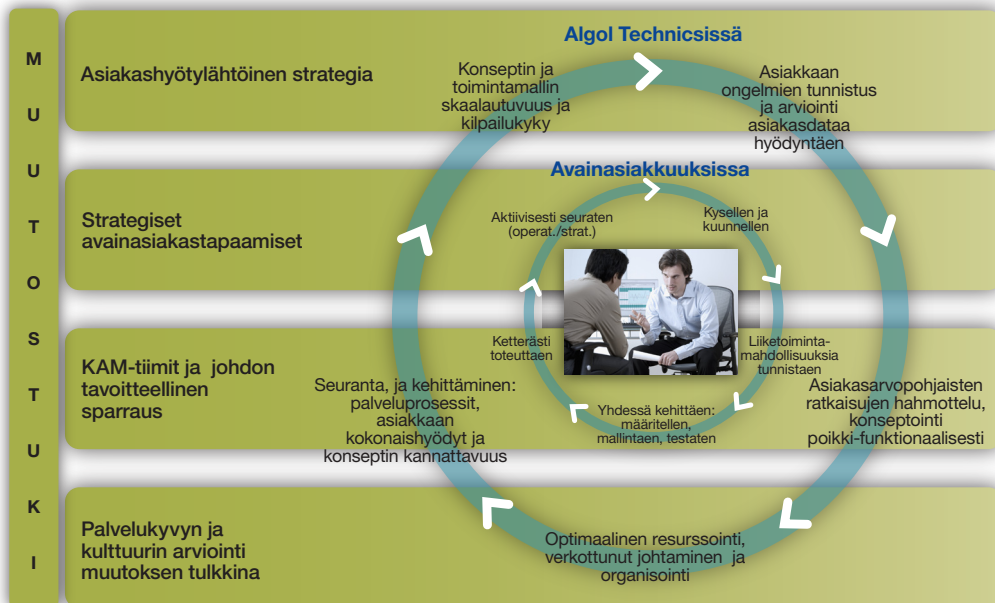 MUUTOSTUKI
Algol Technicsissä
Asiakashyötylähtöinen strategia
Konseptin ja
toimintamallin
skaalautuvuus ja
kilpailukyky
Asiakkaan
ongelmien tunnistus
ja arviointi
asiakasdataa
hyödyntäen
Avainasiakkuuksissa
Strategiset
avainasiakastapaamiset
Aktiivisesti seuraten
(operat./strat.)
Kysellen ja
kuunnellen
KAM-tiimit ja johdon
tavoitteellinen
sparraus
Ketterästi
toteuttaen
Liiketoiminta-
mahdollisuuksia
tunnistaen
Seuranta, ja kehittäminen:
palveluprosessit,
asiakkaan
kokonaishyödyt ja
konseptin kannattavuus
Yhdessä kehittäen:
määritellen,
mallintaen, testaten
Asiakasarvopohjaisten
ratkaisujen hahmottelu,
konseptointi
poikki-funktionaalisesti
Palvelukyvyn ja
kulttuurin arviointi
muutoksen tulkkina
Optimaalinen resurssointi,
verkottunut johtaminen ja
organisointi